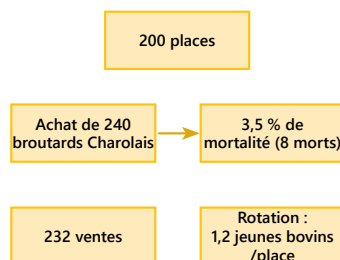 200 places
Achat de 240
broutards Charolais
3,5 % de
mortalité (8 morts)
232 ventes
Rotation :
1,2 jeunes bovins
/place